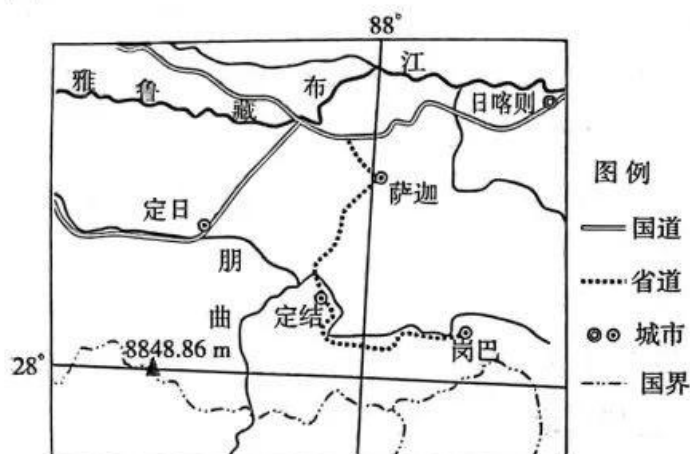 88°
雅鲁藏布江
日喀则
萨迦
定日
朋曲
定结
岗巴
8848.86 m
28°
图例
国道
省道
城市
国界